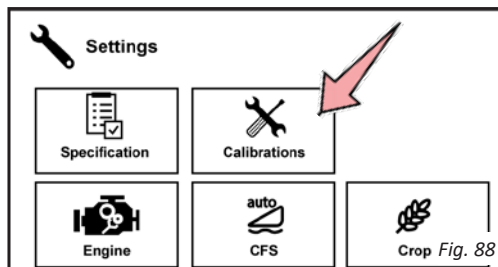 Settings
Specification
Calibrations
auto
Engine
CFS
Crop
Fig. 88